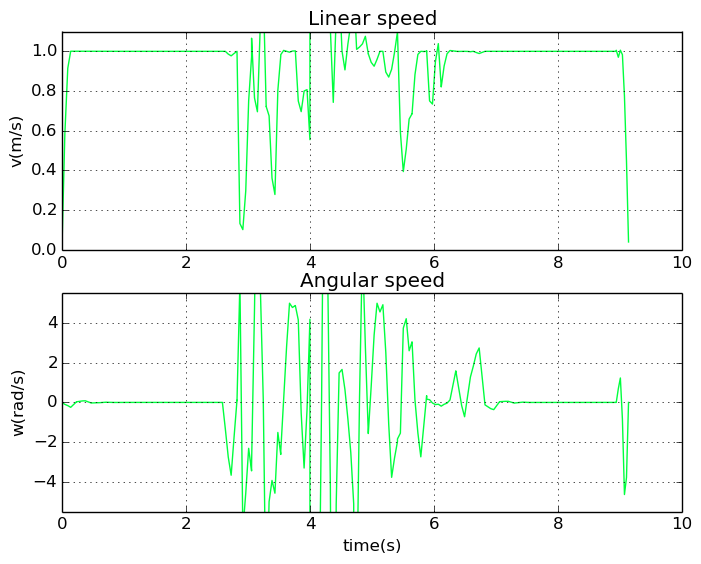 Linear speed
v(m/s)
1.0
0.8
0.6
0.4
0.2
0.0
0 2 4 6 8 10
Angular speed
w(rad/s)
4
2
0
−2
−4
0 2 4 6 8 10
time(s)